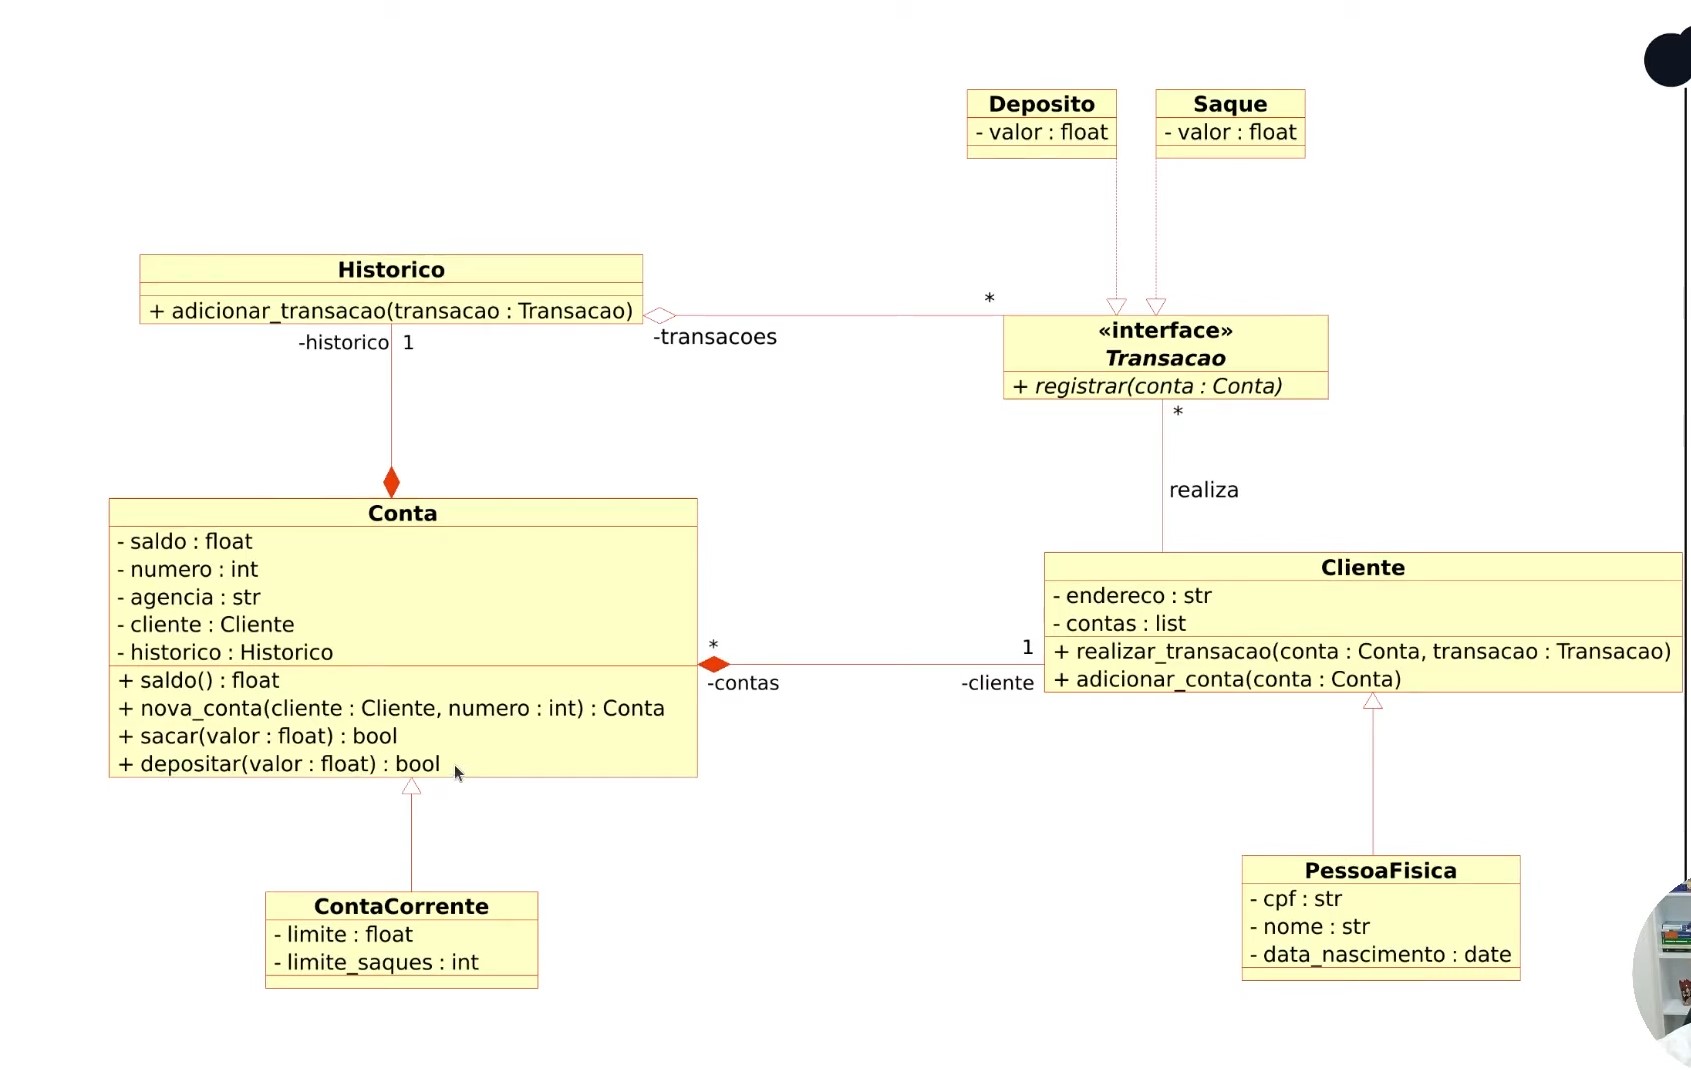 Deposito
- valor : float
Saque
- valor : float
Historico
+ adicionar_transacao(transacao : Transacao)
-historico 1
*
-transacoes
«interface»
Transacao
+ registrar(conta : Conta)
*
realiza
Conta
- saldo : float
- numero : int
- agencia : str
- cliente : Cliente
- historico : Historico
+ saldo() : float
+ nova_conta(cliente : Cliente, numero : int) : Conta
+ sacar(valor : float) : bool
+ depositar(valor : float) : bool
*
-contas
1
-cliente
Cliente
- endereco : str
- contas : list
+ realizar_transacao(conta : Conta, transacao : Transacao)
+ adicionar_conta(conta : Conta)
ContaCorrente
- limite : float
- limite_saques : int
PessoaFisica
- cpf : str
- nome : str
- data_nascimento : date